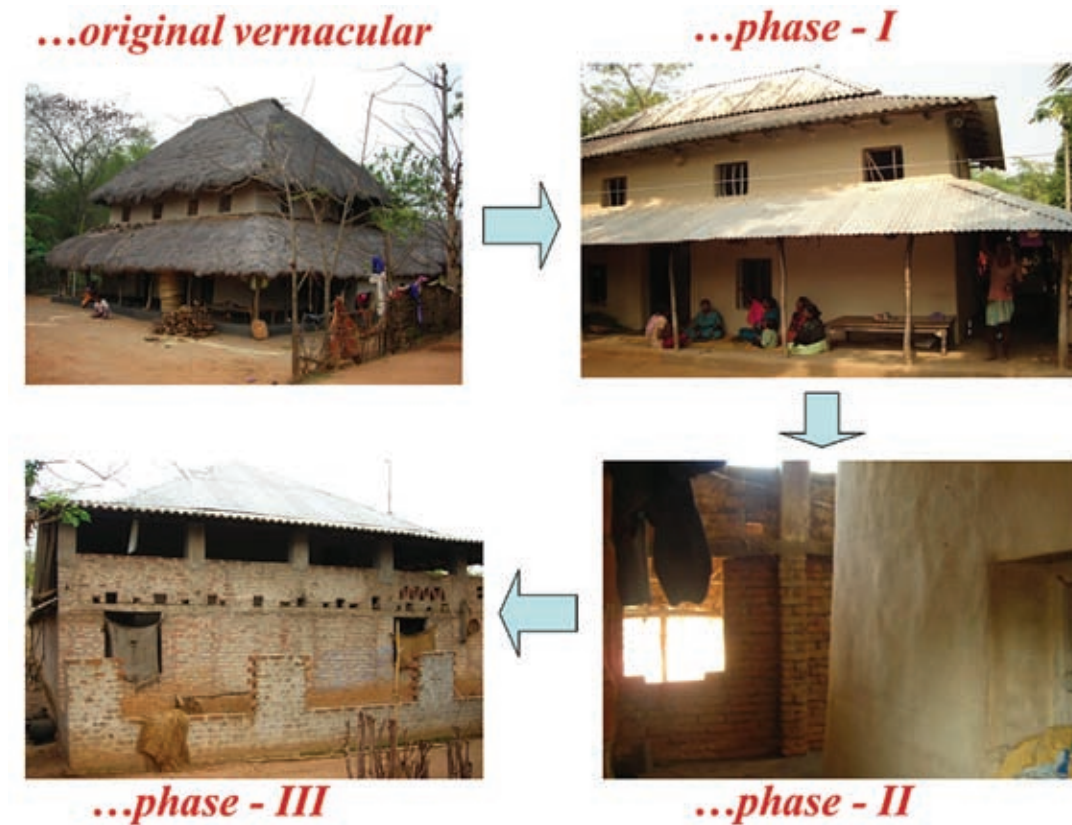 ...original vernacular
...phase - I
...phase - III
...phase - II